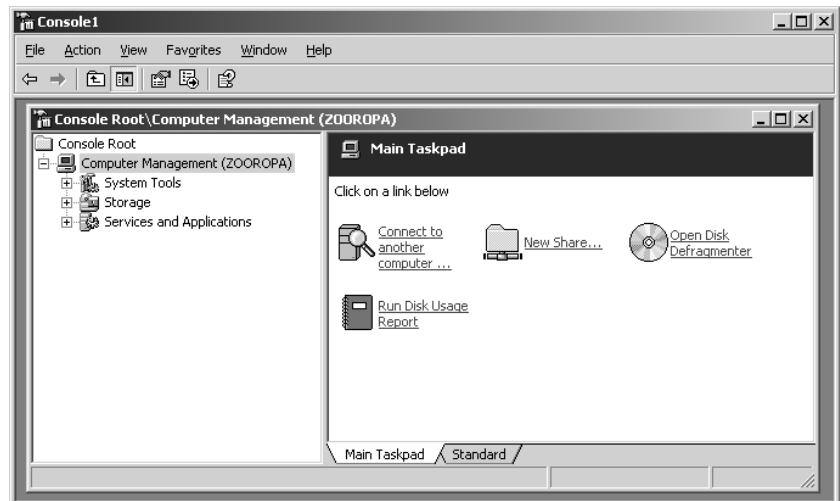 Console1
File Action View Favorites Window Help
Console Root\Computer Management (ZOOROPA)
Console Root
Computer Management (ZOOROPA)
System Tools
Storage
Services and Applications
Main Taskpad
Click on a link below
Connect to
another
computer ...
New Share...
Open Disk
Defragmenter
Run Disk Usage
Report
Main Taskpad
Standard